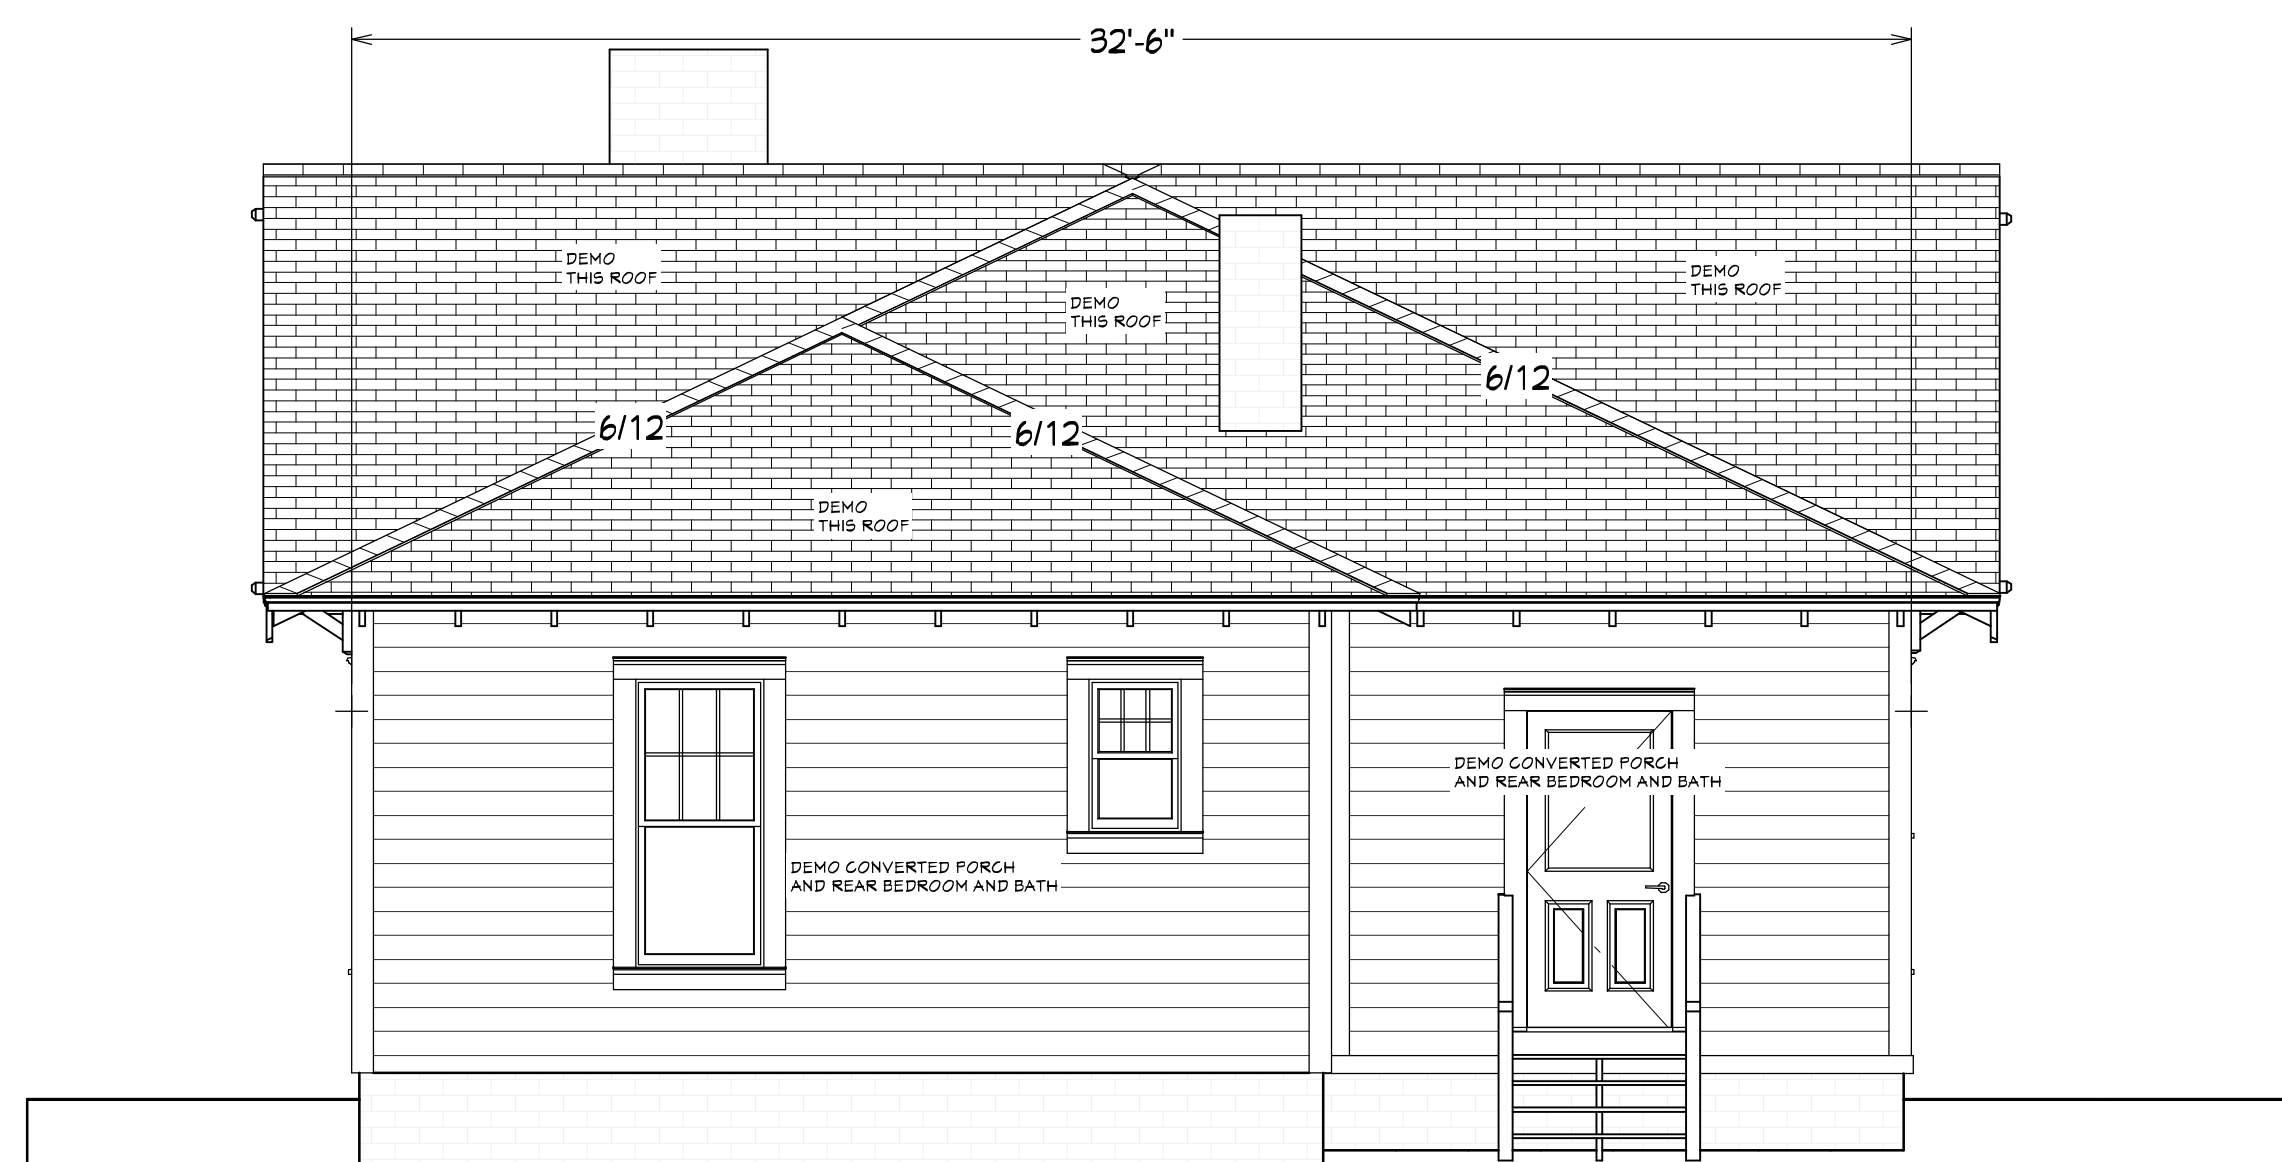 32'-6"
DEMO
THIS ROOF
DEMO
THIS ROOF
DEMO
THIS ROOF
6/12
6/12
6/12
DEMO
THIS ROOF
DEMO CONVERTED PORCH
AND REAR BEDROOM AND BATH
DEMO CONVERTED PORCH
AND REAR BEDROOM AND BATH